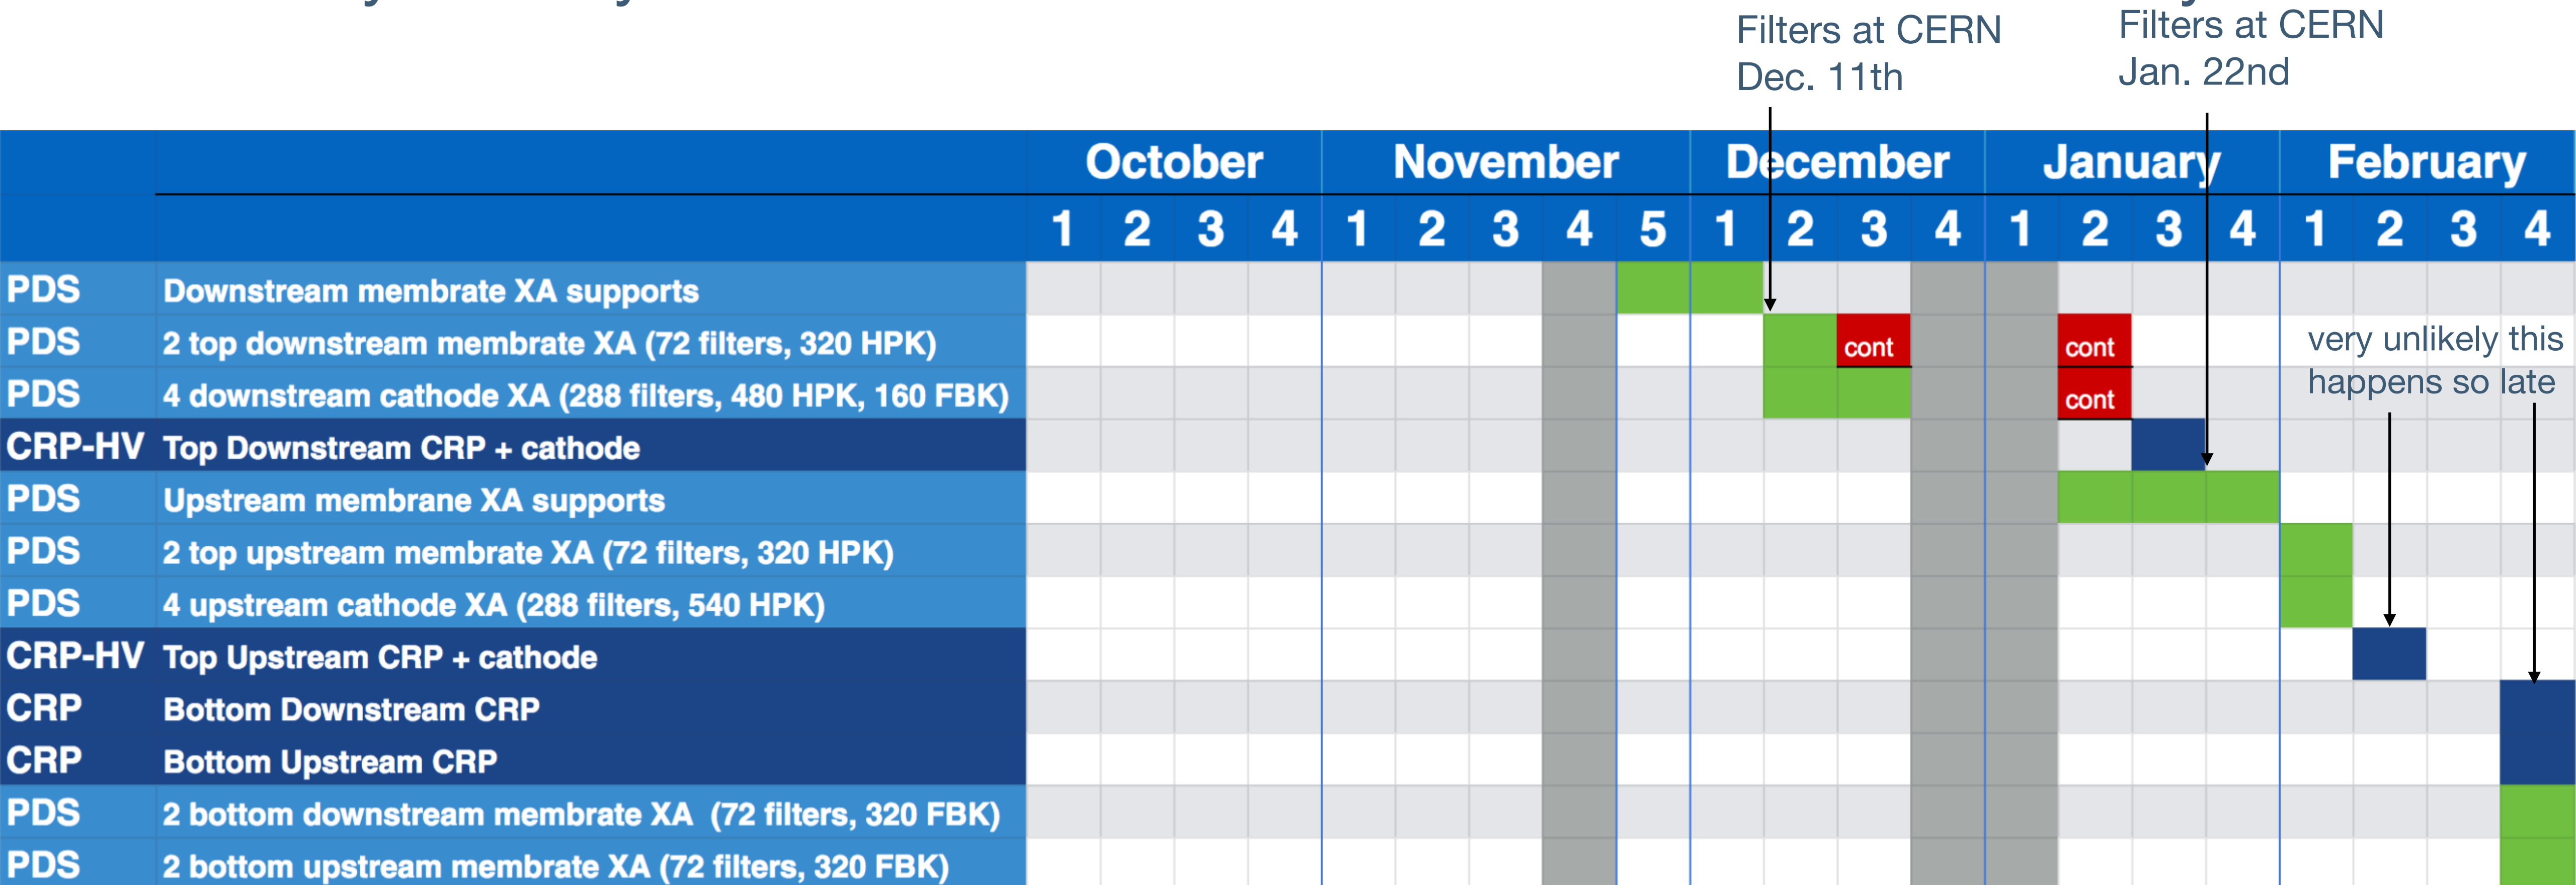 Filters at CERN
Dec. 11th
Filters at CERN
Jan. 22nd
October November December January February
1 2 3 4 1 2 3 4 5 1 2 3 4 1 2 3 4 1 2 3 4
PDS Downstream membrate XA supports
PDS 2 top downstream membrate XA (72 filters, 320 HPK) cont cont
PDS 4 downstream cathode XA (288 filters, 480 HPK, 160 FBK) cont
very unlikely this
happens so late
CRP-HV Top Downstream CRP + cathode
PDS Upstream membrane XA supports
PDS 2 top upstream membrate XA (72 filters, 320 HPK)
PDS 4 upstream cathode XA (288 filters, 540 HPK)
CRP-HV Top Upstream CRP + cathode
CRP Bottom Downstream CRP
CRP Bottom Upstream CRP
PDS 2 bottom downstream membrate XA (72 filters, 320 FBK)
PDS 2 bottom upstream membrate XA (72 filters, 320 FBK)